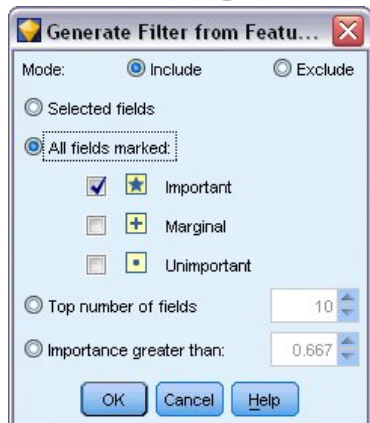 Generate Filter from Featu...
Mode: Include Exclude
Selected fields
All fields marked:
Important
Marginal
Unimportant
Top number of fields 10
Importance greater than: 0.667
OK Cancel Help